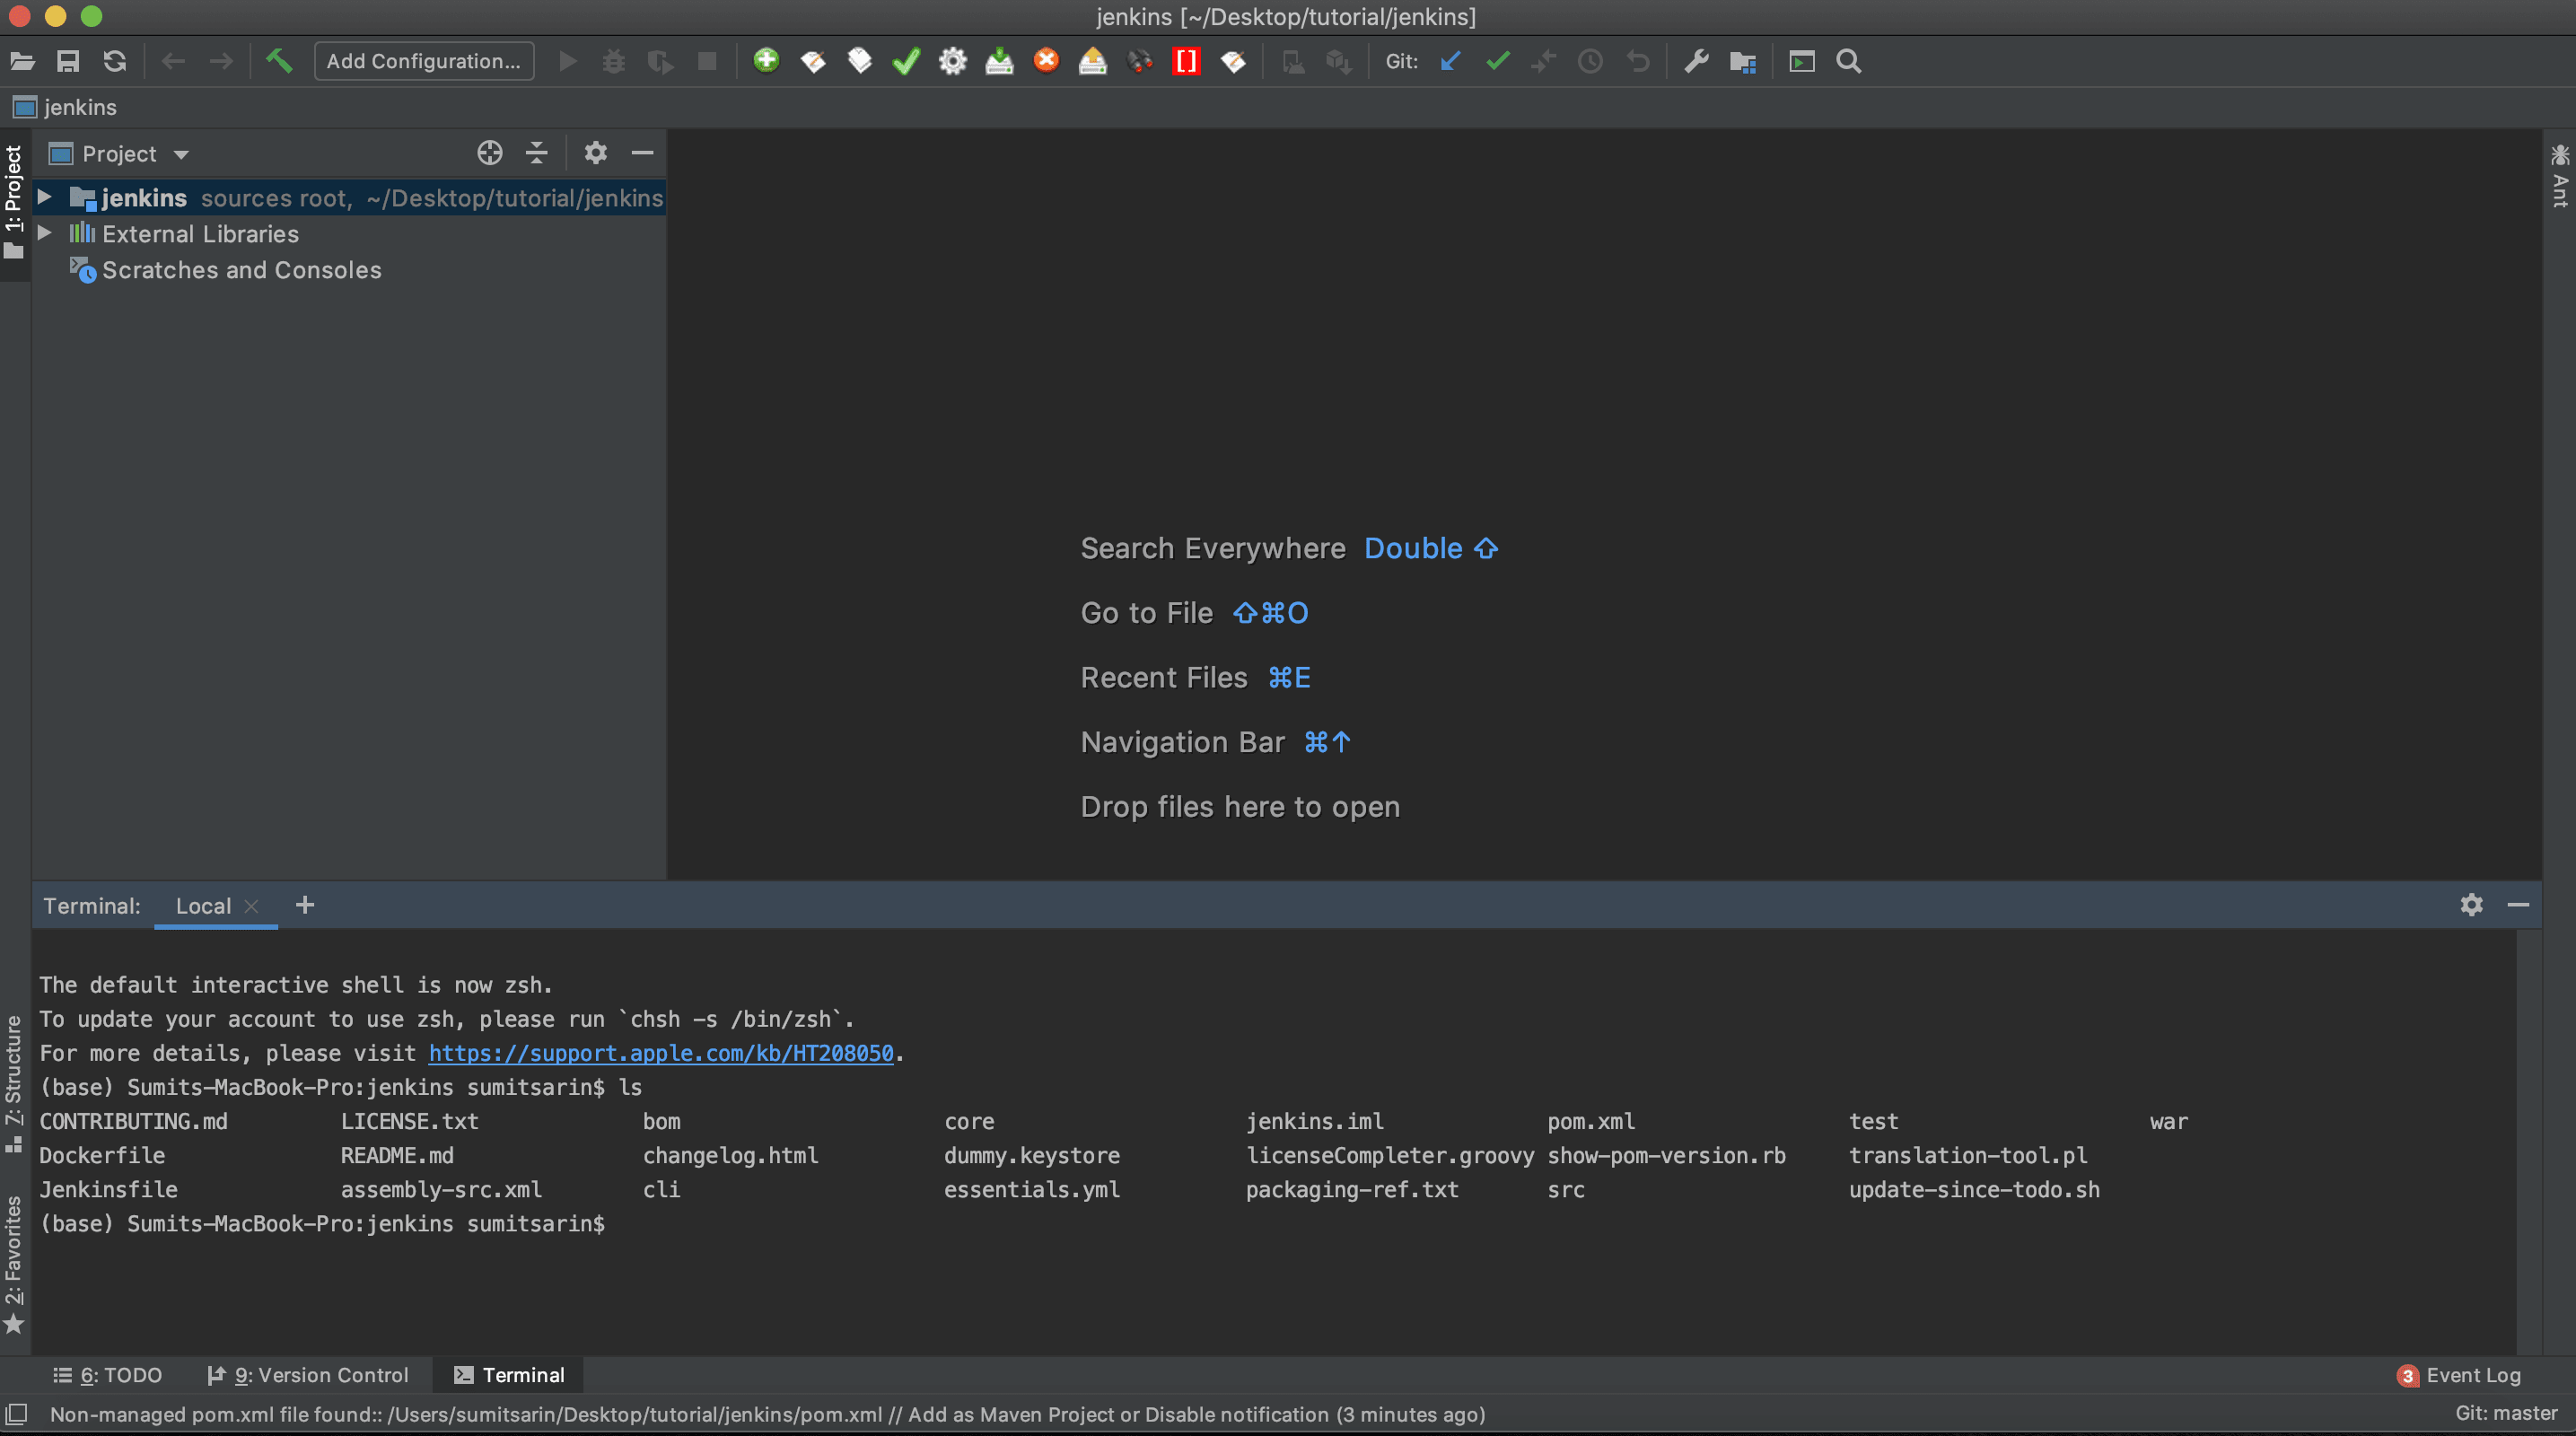 jenkins [~/Desktop/tutorial/jenkins]
Add Configuration...
Git:
jenkins
1: Project
Project
jenkins sources root, ~/Desktop/tutorial/jenkins
External Libraries
Scratches and Consoles
Ant
Search Everywhere Double ⇧
Go to File ⇧⌘O
Recent Files ⌘E
Navigation Bar ⌘↑
Drop files here to open
Terminal: Local × +
7: Structure
2: Favorites
The default interactive shell is now zsh.
To update your account to use zsh, please run `chsh -s /bin/zsh`.
For more details, please visit https://support.apple.com/kb/HT208050.
(base) Sumits-MacBook-Pro:jenkins sumitsarin$ ls
CONTRIBUTING.md LICENSE.txt bom core jenkins.iml pom.xml test war
Dockerfile README.md changelog.html dummy.keystore licenseCompleter.groovy show-pom-version.rb translation-tool.pl
Jenkinsfile assembly-src.xml cli essentials.yml packaging-ref.txt src update-since-todo.sh
(base) Sumits-MacBook-Pro:jenkins sumitsarin$
6: TODO 9: Version Control Terminal 3 Event Log
Non-managed pom.xml file found:: /Users/sumitsarin/Desktop/tutorial/jenkins/pom.xml // Add as Maven Project or Disable notification (3 minutes ago) Git: master